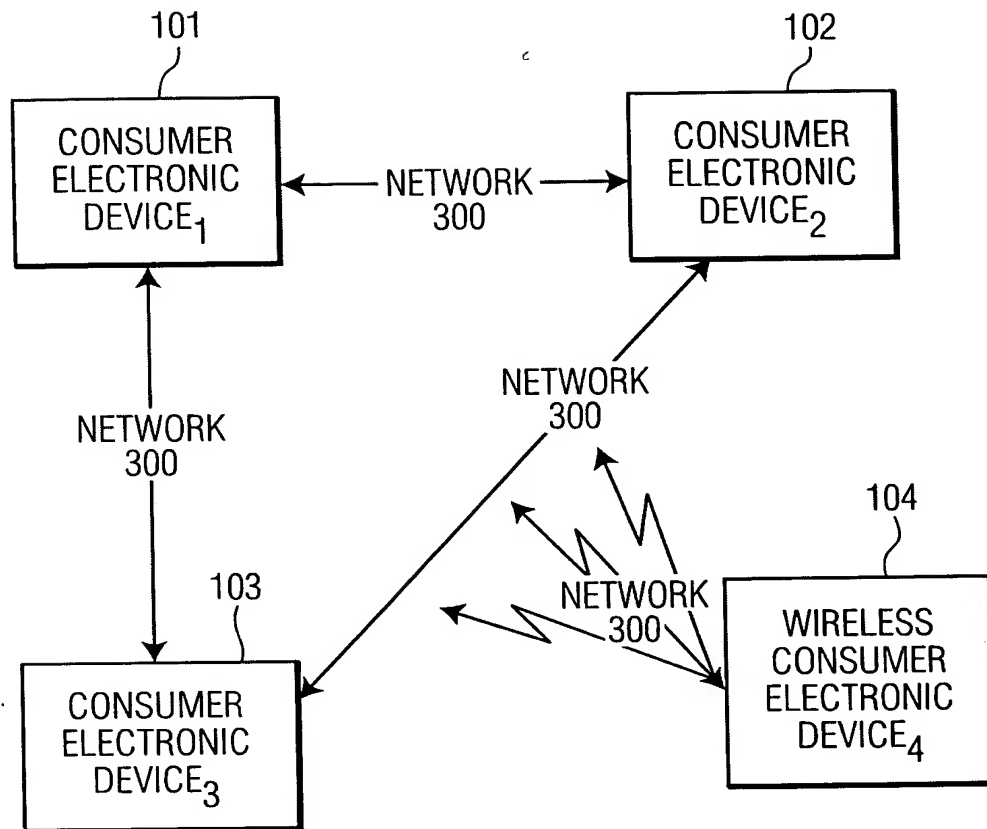 101
102
CONSUMER
ELECTRONIC
DEVICE1
CONSUMER
ELECTRONIC
DEVICE2
NETWORK
300
NETWORK
300
NETWORK
300
104
103
NETWORK
300
WIRELESS
CONSUMER
ELECTRONIC
DEVICE4
CONSUMER
ELECTRONIC
DEVICE3